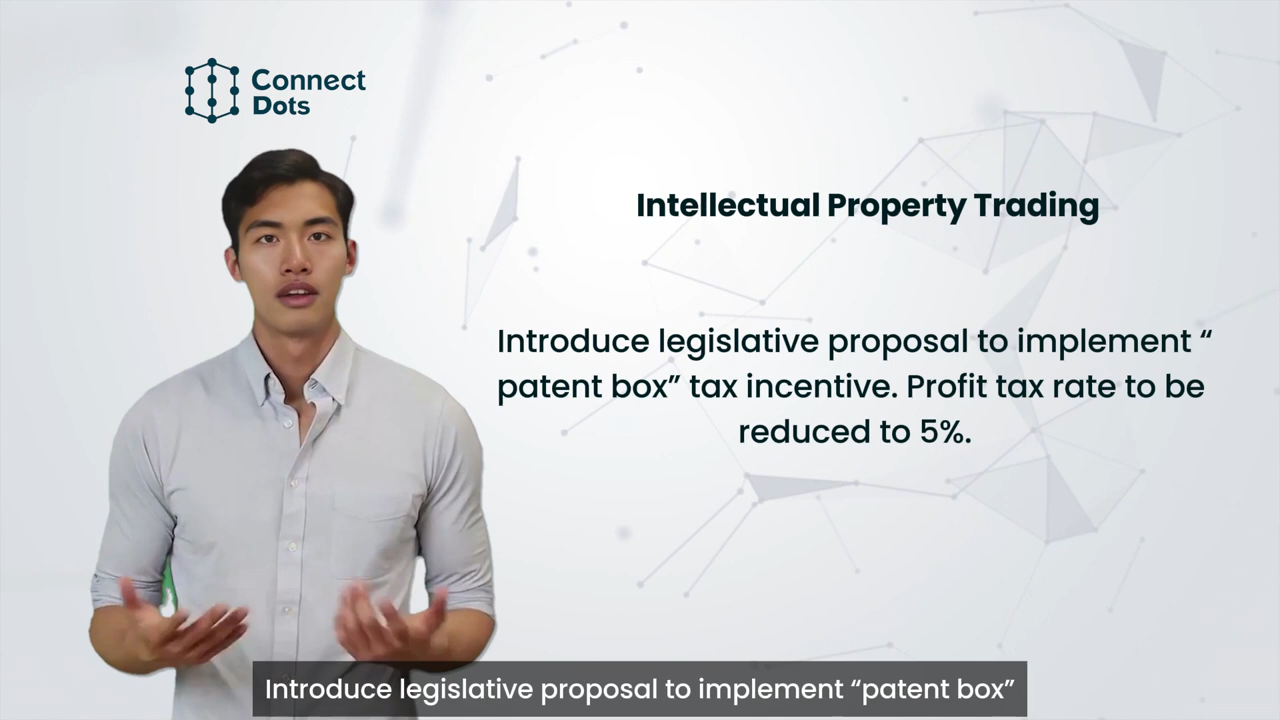 Connect
Dots
Intellectual Property Trading
Introduce legislative proposal to implement “
patent box” tax incentive. Profit tax rate to be
reduced to 5%.
Introduce legislative proposal to implement “patent box”